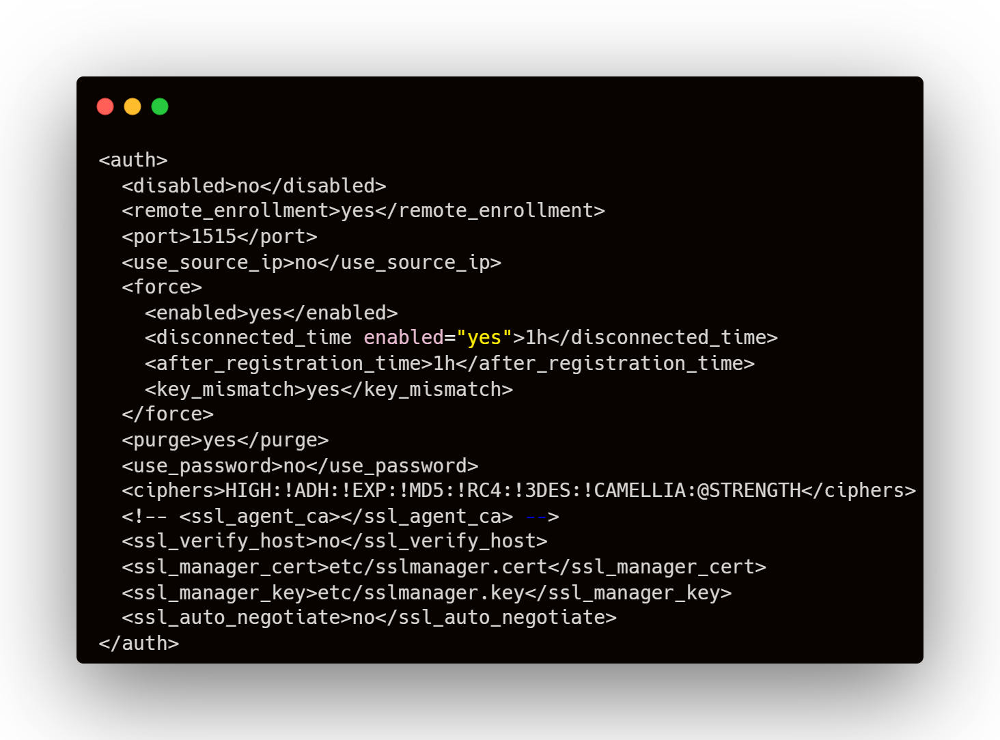 <auth>
  <disabled>no</disabled>
  <remote_enrollment>yes</remote_enrollment>
  <port>1515</port>
  <use_source_ip>no</use_source_ip>
  <force>
    <enabled>yes</enabled>
    <disconnected_time enabled="yes">1h</disconnected_time>
    <after_registration_time>1h</after_registration_time>
    <key_mismatch>yes</key_mismatch>
  </force>
  <purge>yes</purge>
  <use_password>no</use_password>
  <ciphers>HIGH:!ADH:!EXP:!MD5:!RC4:!3DES:!CAMELLIA:@STRENGTH</ciphers>
  <!-- <ssl_agent_ca></ssl_agent_ca> -->
  <ssl_verify_host>no</ssl_verify_host>
  <ssl_manager_cert>etc/sslmanager.cert</ssl_manager_cert>
  <ssl_manager_key>etc/sslmanager.key</ssl_manager_key>
  <ssl_auto_negotiate>no</ssl_auto_negotiate>
</auth>